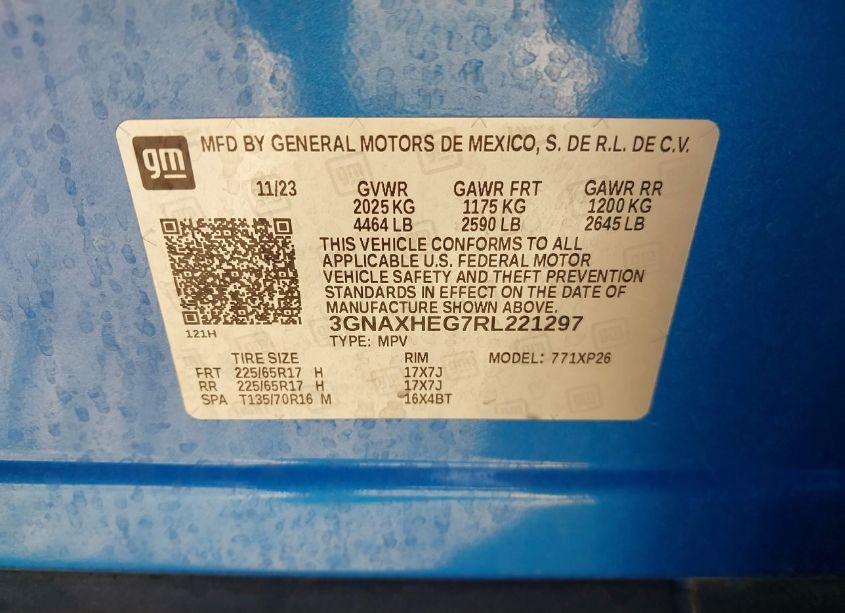 gm MFD BY GENERAL MOTORS DE MEXICO, S. DE R.L. DE C.V.
11/23 GVWR GAWR FRT GAWR RR
2025 KG 1175 KG 1200 KG
4464 LB 2590 LB 2645 LB
THIS VEHICLE CONFORMS TO ALL
APPLICABLE U.S. FEDERAL MOTOR
VEHICLE SAFETY AND THEFT PREVENTION
STANDARDS IN EFFECT ON THE DATE OF
MANUFACTURE SHOWN ABOVE.
121H 3GNAXHEG7RL221297
TYPE: MPV
TIRE SIZE RIM MODEL: 771XP26
FRT 225/65R17 H 17X7J
RR 225/65R17 H 17X7J
SPA T135/70R16 M 16X4BT